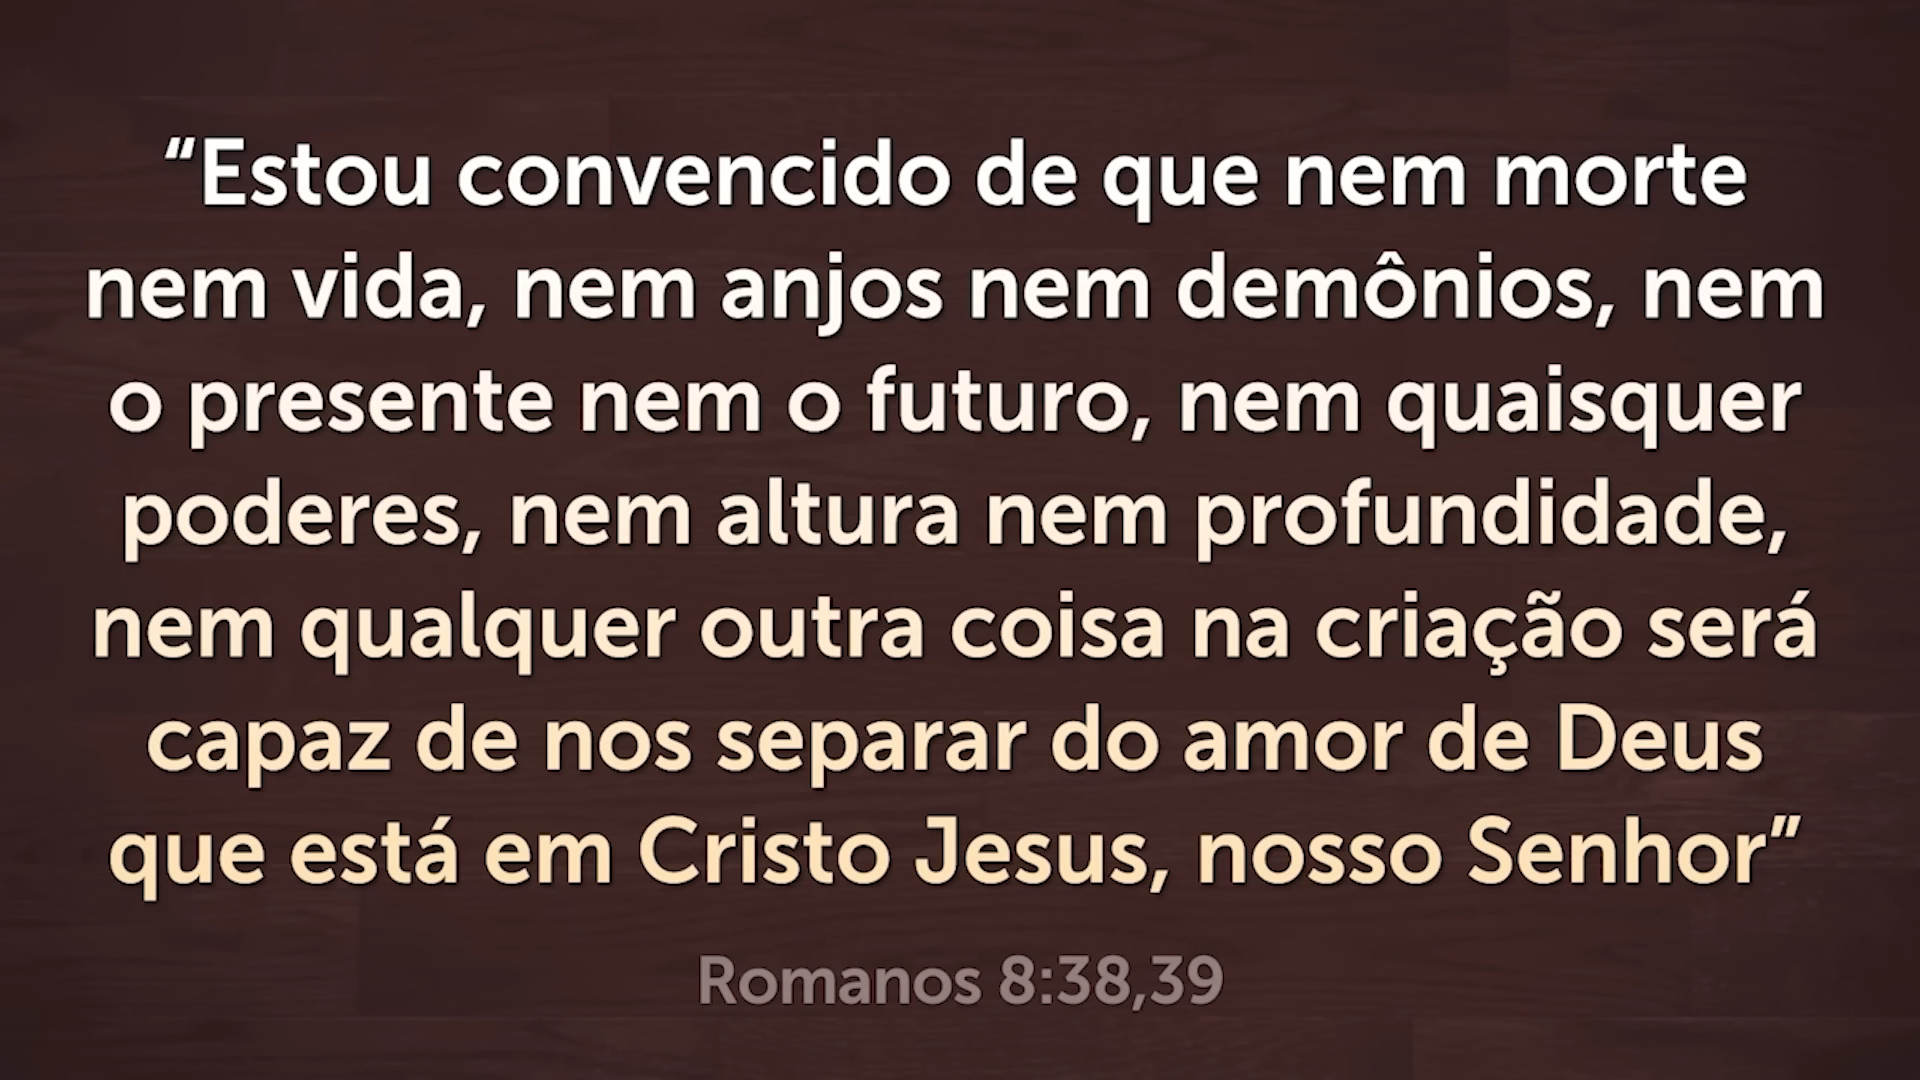 “Estou convencido de que nem morte
nem vida, nem anjos nem demônios, nem
o presente nem o futuro, nem quaisquer
poderes, nem altura nem profundidade,
nem qualquer outra coisa na criação será
capaz de nos separar do amor de Deus
que está em Cristo Jesus, nosso Senhor”
Romanos 8:38,39